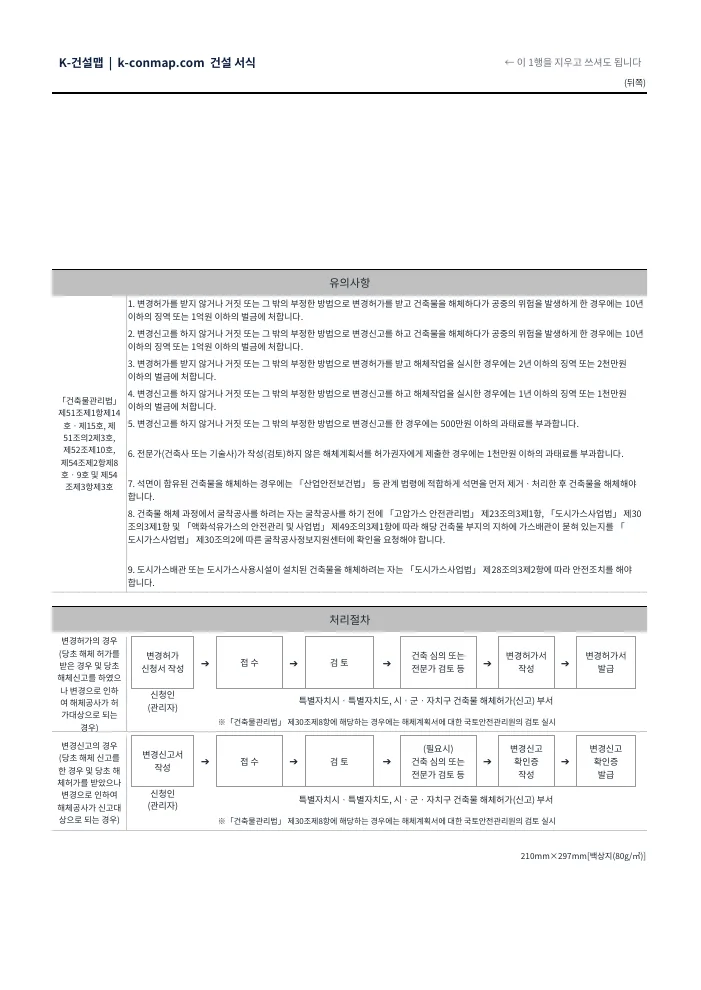 K-건설맵 | k-conmap.com 건설 서식
← 이 1행을 지우고 쓰셔도 됩니다
(뒤쪽)
유의사항
「건축물관리법」
제51조제1항제14
호ㆍ제15호, 제
51조의2제3호,
제52조제10호,
제54조제2항제8
호ㆍ9호 및 제54
조제3항제3호
1. 변경허가를 받지 않거나 거짓 또는 그 밖의 부정한 방법으로 변경허가를 받고 건축물을 해체하다가 공중의 위험을 발생하게 한 경우에는 10년
이하의 징역 또는 1억원 이하의 벌금에 처합니다.
2. 변경신고를 하지 않거나 거짓 또는 그 밖의 부정한 방법으로 변경신고를 하고 건축물을 해체하다가 공중의 위험을 발생하게 한 경우에는 10년
이하의 징역 또는 1억원 이하의 벌금에 처합니다.
3. 변경허가를 받지 않거나 거짓 또는 그 밖의 부정한 방법으로 변경허가를 받고 해체작업을 실시한 경우에는 2년 이하의 징역 또는 2천만원
이하의 벌금에 처합니다.
4. 변경신고를 하지 않거나 거짓 또는 그 밖의 부정한 방법으로 변경신고를 하고 해체작업을 실시한 경우에는 1년 이하의 징역 또는 1천만원
이하의 벌금에 처합니다.
5. 변경신고를 하지 않거나 거짓 또는 그 밖의 부정한 방법으로 변경신고를 한 경우에는 500만원 이하의 과태료를 부과합니다.
6. 전문가(건축사 또는 기술사)가 작성(검토)하지 않은 해체계획서를 허가권자에게 제출한 경우에는 1천만원 이하의 과태료를 부과합니다.
7. 석면이 함유된 건축물을 해체하는 경우에는 「산업안전보건법」 등 관계 법령에 적합하게 석면을 먼저 제거ㆍ처리한 후 건축물을 해체해야
합니다.
8. 건축물 해체 과정에서 굴착공사를 하려는 자는 굴착공사를 하기 전에 「고압가스 안전관리법」 제23조의3제1항, 「도시가스사업법」 제30
조의3제1항 및 「액화석유가스의 안전관리 및 사업법」 제49조의3제1항에 따라 해당 건축물 부지의 지하에 가스배관이 묻혀 있는지를 「
도시가스사업법」 제30조의2에 따른 굴착공사정보지원센터에 확인을 요청해야 합니다.
9. 도시가스배관 또는 도시가스사용시설이 설치된 건축물을 해체하려는 자는 「도시가스사업법」 제28조의3제2항에 따라 안전조치를 해야
합니다.
처리절차
변경허가의 경우
(당초 해체 허가를
받은 경우 및 당초
해체신고를 하였으
나 변경으로 인하
여 해체공사가 허
가대상으로 되는
경우)
변경허가
신청서 작성
➔
접 수
➔
검 토
➔
건축 심의 또는
전문가 검토 등
➔
변경허가서
작성
➔
변경허가서
발급
신청인
(관리자)
특별자치시ㆍ특별자치도, 시ㆍ군ㆍ자치구 건축물 해체허가(신고) 부서
※「건축물관리법」 제30조제8항에 해당하는 경우에는 해체계획서에 대한 국토안전관리원의 검토 실시
변경신고의 경우
(당초 해체 신고를
한 경우 및 당초 해
체허가를 받았으나
변경으로 인하여
해체공사가 신고대
상으로 되는 경우)
변경신고서
작성
➔
접 수
➔
검 토
➔
(필요시)
건축 심의 또는
전문가 검토 등
➔
변경신고
확인증
작성
➔
변경신고
확인증
발급
신청인
(관리자)
특별자치시ㆍ특별자치도, 시ㆍ군ㆍ자치구 건축물 해체허가(신고) 부서
※「건축물관리법」 제30조제8항에 해당하는 경우에는 해체계획서에 대한 국토안전관리원의 검토 실시
210mm×297mm[백상지(80g/㎡)]